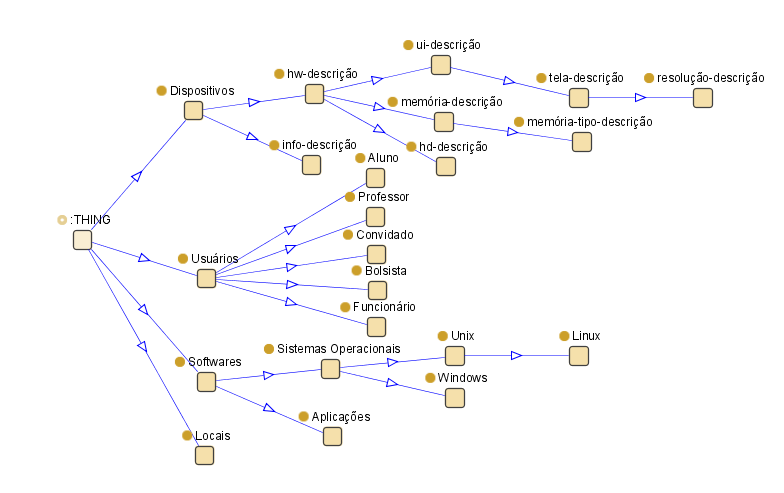 ui-descrição
hw-descrição
tela-descrição
resolução-descrição
Dispositivos
memória-descrição
memória-tipo-descrição
info-descrição
hd-descrição
Aluno
Professor
:THING
Convidado
Usuários
Bolsista
Funcionário
Unix
Linux
Sistemas Operacionais
Softwares
Windows
Aplicações
Locais